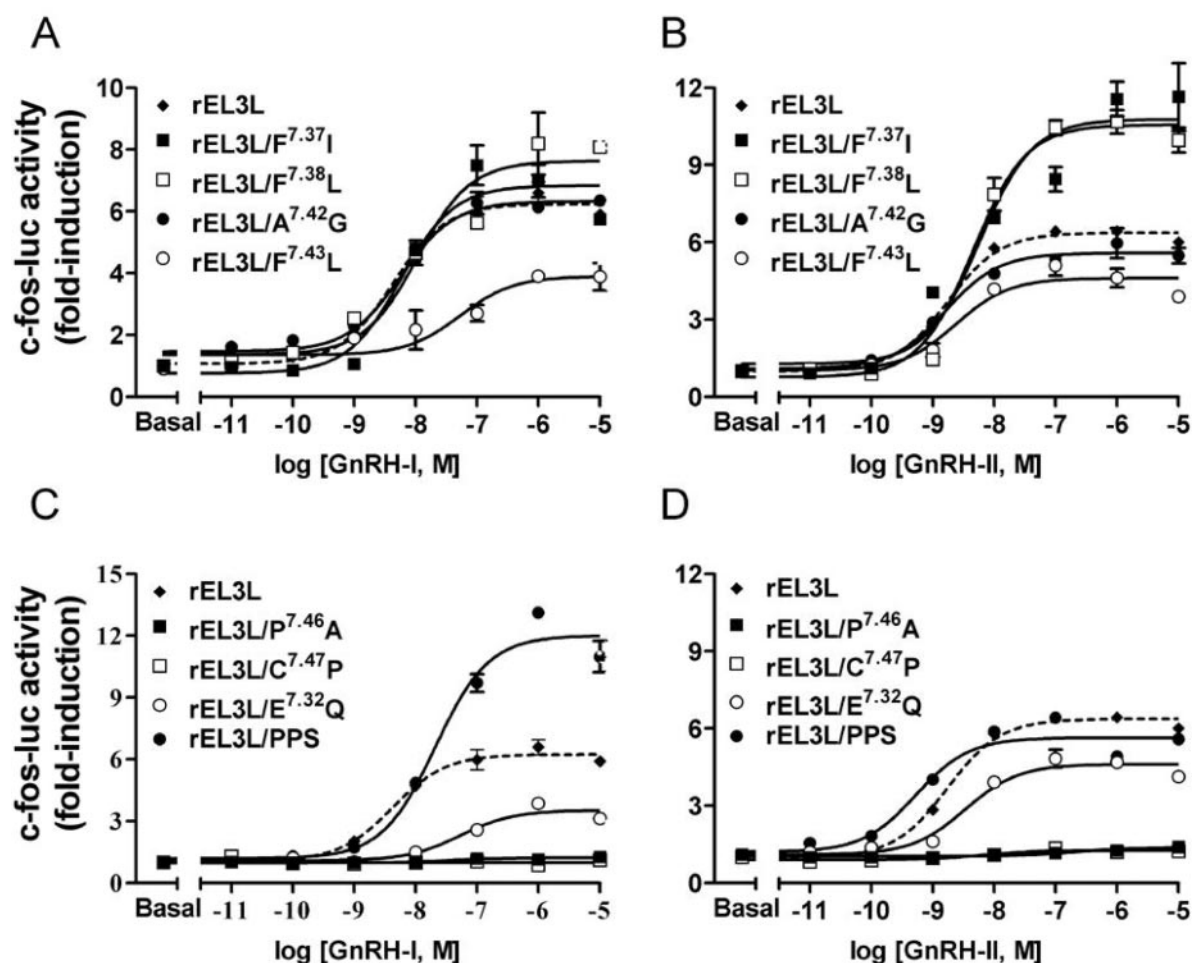 A
c-fos-luc activity
(fold-induction)
10
8
6
4
2
0
rEL3L
rEL3L/F7.37I
rEL3L/F7.38L
rEL3L/A7.42G
rEL3L/F7.43L
Basal -11 -10 -9 -8 -7 -6 -5
log [GnRH-I, M]
B
12
9
6
3
0
rEL3L
rEL3L/F7.37I
rEL3L/F7.38L
rEL3L/A7.42G
rEL3L/F7.43L
Basal -11 -10 -9 -8 -7 -6 -5
log [GnRH-II, M]
C
c-fos-luc activity
(fold-induction)
15
12
9
6
3
0
rEL3L
rEL3L/P7.46A
rEL3L/C7.47P
rEL3L/E7.32Q
rEL3L/PPS
Basal -11 -10 -9 -8 -7 -6 -5
log [GnRH-I, M]
D
12
9
6
3
0
rEL3L
rEL3L/P7.46A
rEL3L/C7.47P
rEL3L/E7.32Q
rEL3L/PPS
Basal -11 -10 -9 -8 -7 -6 -5
log [GnRH-II, M]